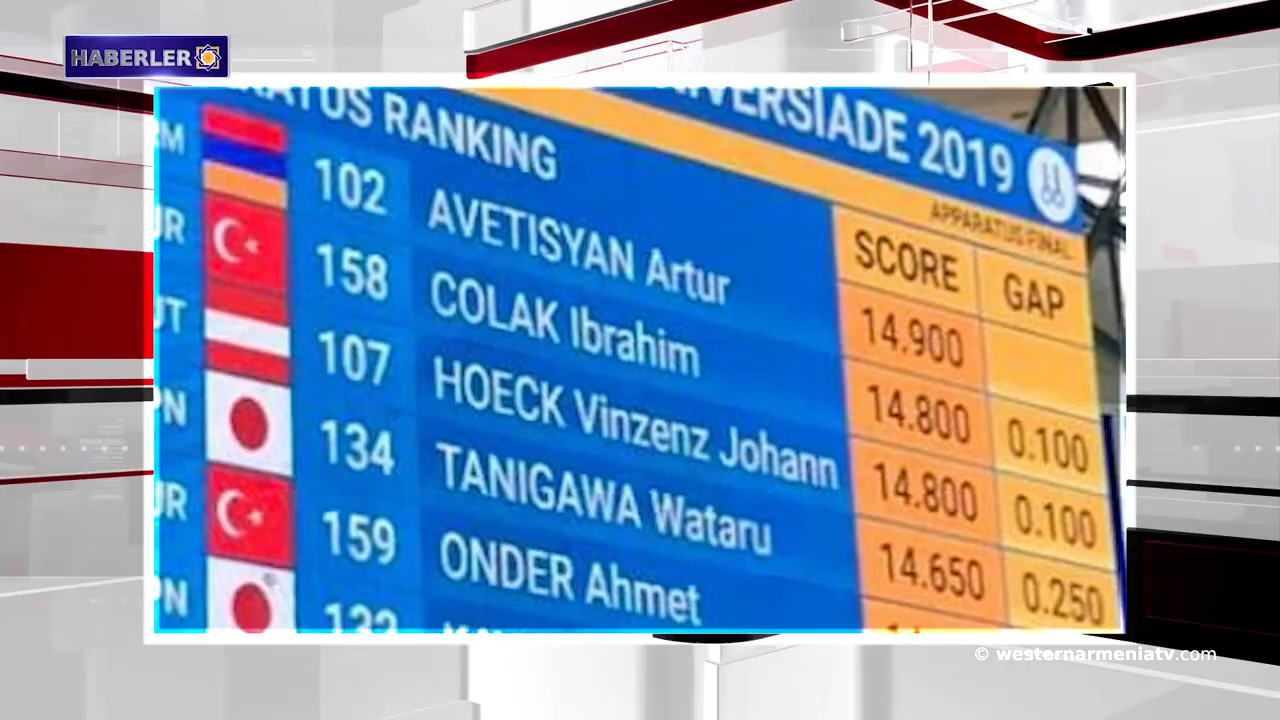 HABERLER
RANKING
2019
APPARATUS FINAL
SCORE GAP
102 AVETISYAN Artur 14.900
158 COLAK Ibrahim 14.800 0.100
107 HOECK Vinzenz Johann 14.800 0.100
134 TANIGAWA Wataru 14.650 0.250
159 ONDER Ahmet
© westernarmeniatv.com